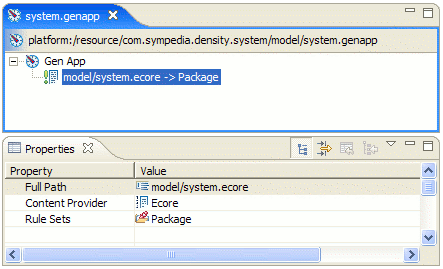 system.genapp
platform:/resource/com.sympedia.density.system/model/system.genapp
Gen App
model/system.ecore -> Package
Properties
Property Value
Full Path model/system.ecore
Content Provider Ecore
Rule Sets Package